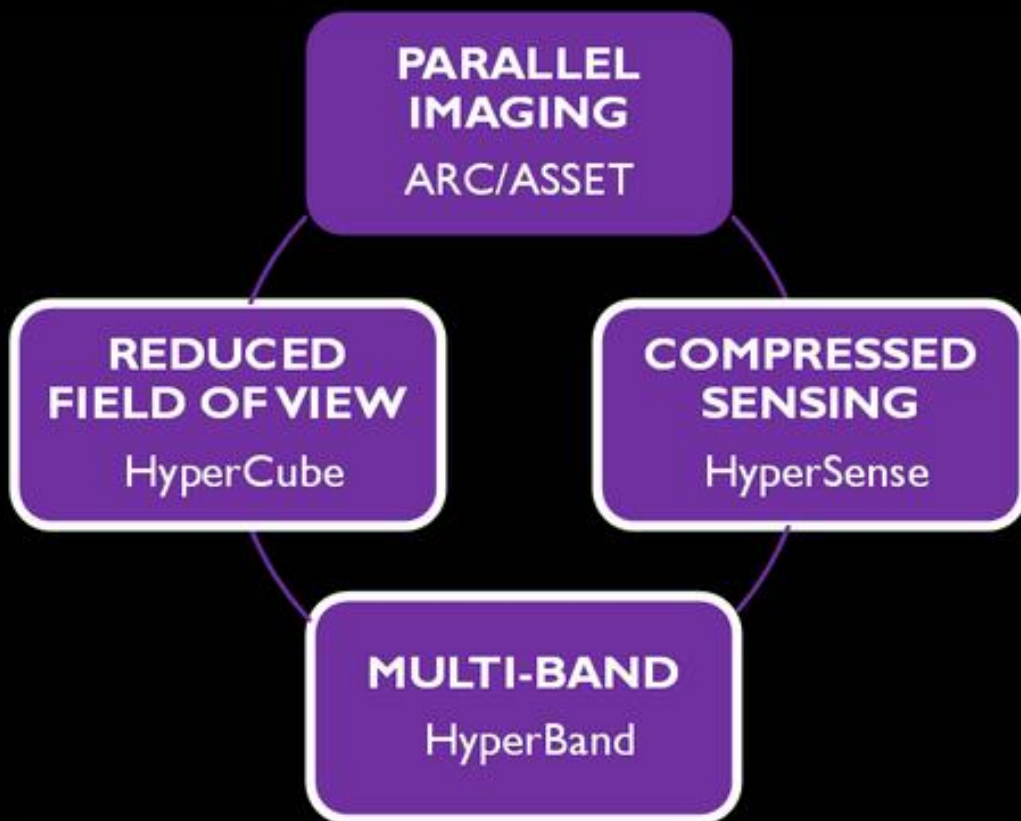 PARALLEL
IMAGING
ARC/ASSET
REDUCED
FIELD OF VIEW
HyperCube
COMPRESSED
SENSING
HyperSense
MULTI-BAND
HyperBand